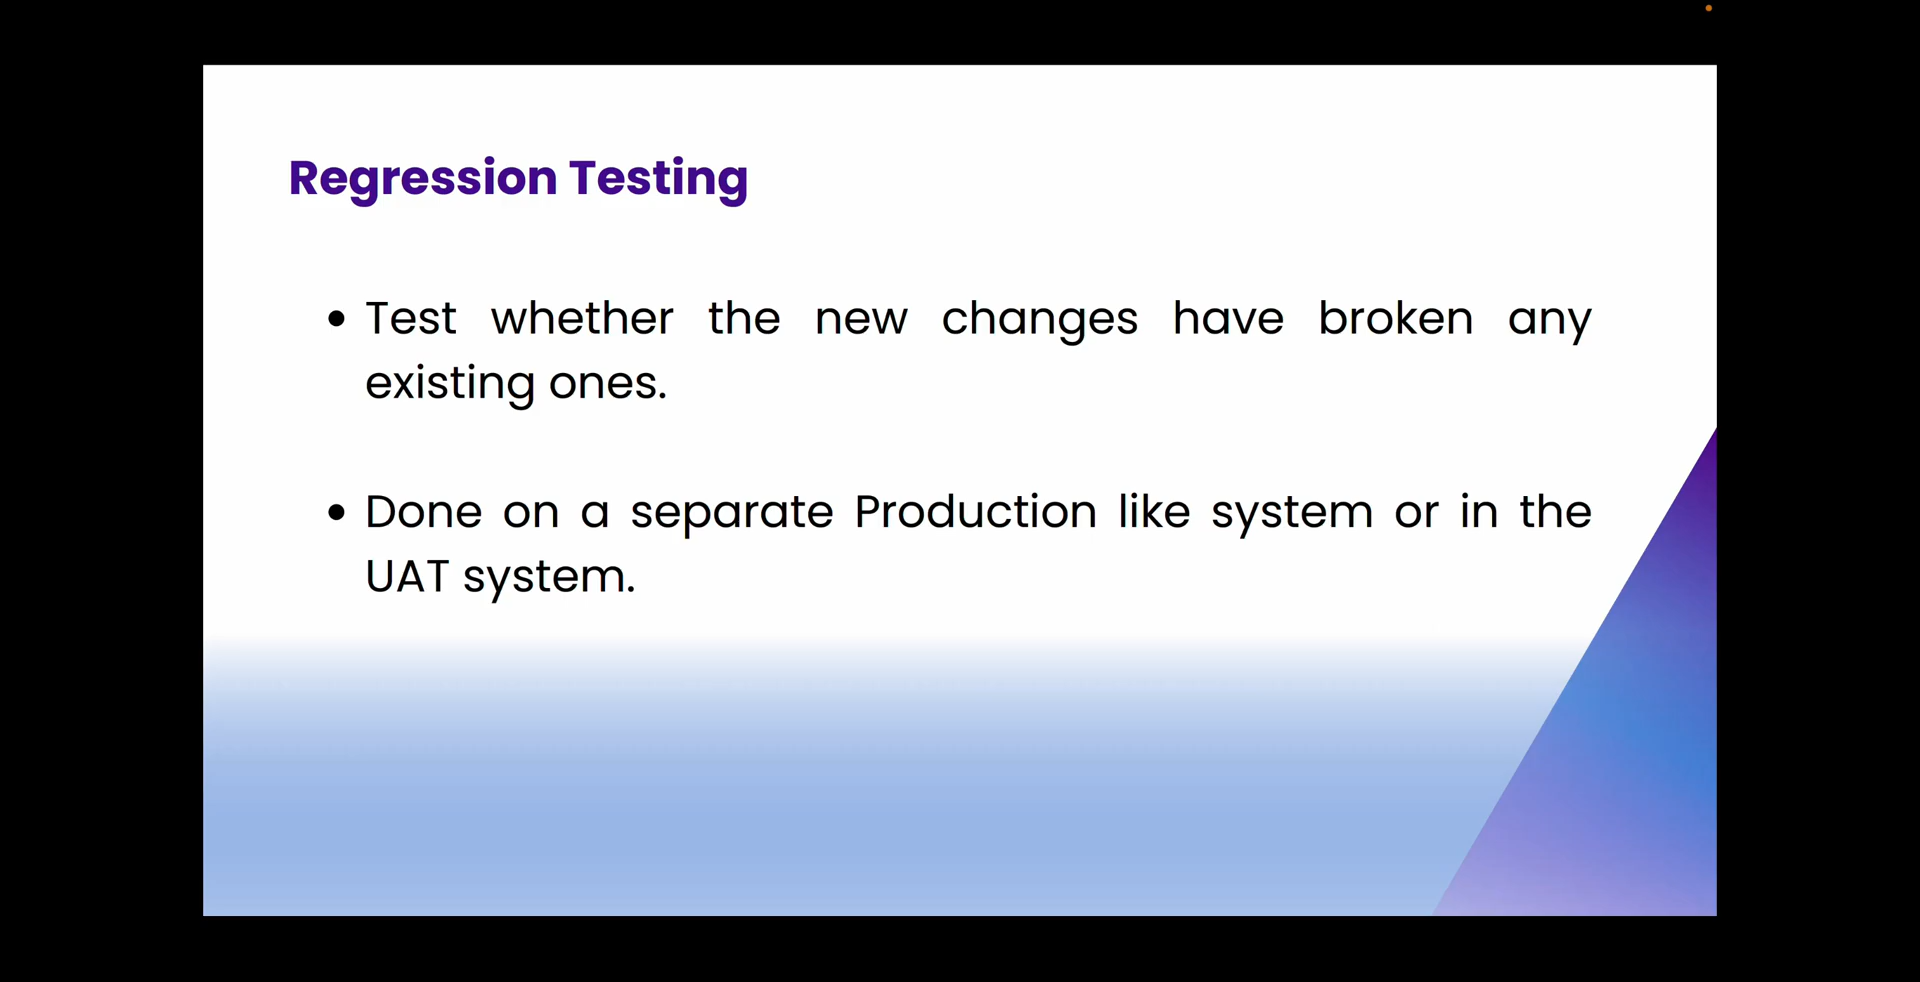 Regression Testing
• Test whether the new changes have broken any
existing ones.
• Done on a separate Production like system or in the
UAT system.